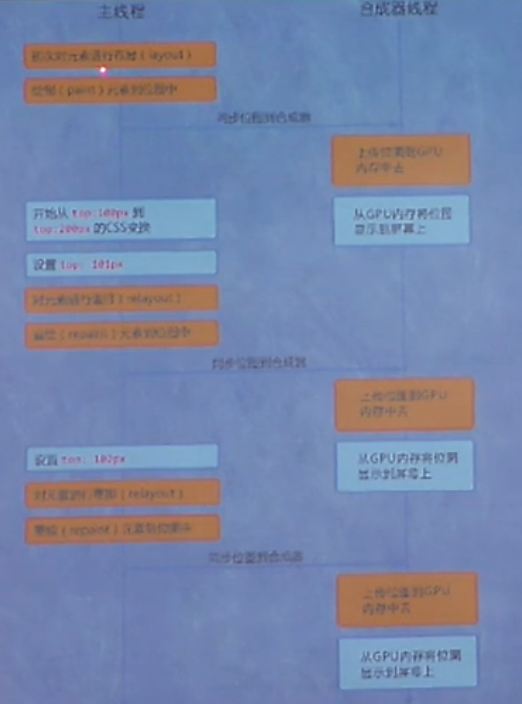 主线程
合成器线程
初次对元素进行布局（layout）
绘制（paint）元素到位图中
同步位图到合成器
上传位图到GPU
内存中去
从GPU内存将位图
显示到屏幕上
开始从 top:100px 到
top:200px 的CSS变换
设置 top: 101px
对元素进行重排（relayout）
重绘（repaint）元素到位图中
同步位图到合成器
上传位图到GPU
内存中去
从GPU内存将位图
显示到屏幕上
设置 top: 102px
对元素进行重排（relayout）
重绘（repaint）元素到位图中
同步位图到合成器
上传位图到GPU
内存中去
从GPU内存将位图
显示到屏幕上